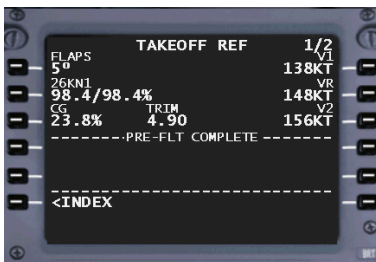 TAKEOFF REF 1/2
FLAPS V1
5° 138KT
26KN1 VR
98.4/98.4% 148KT
CG TRIM V2
23.8% 4.90 156KT
--------PRE-FLT COMPLETE-------
<INDEX
BRT